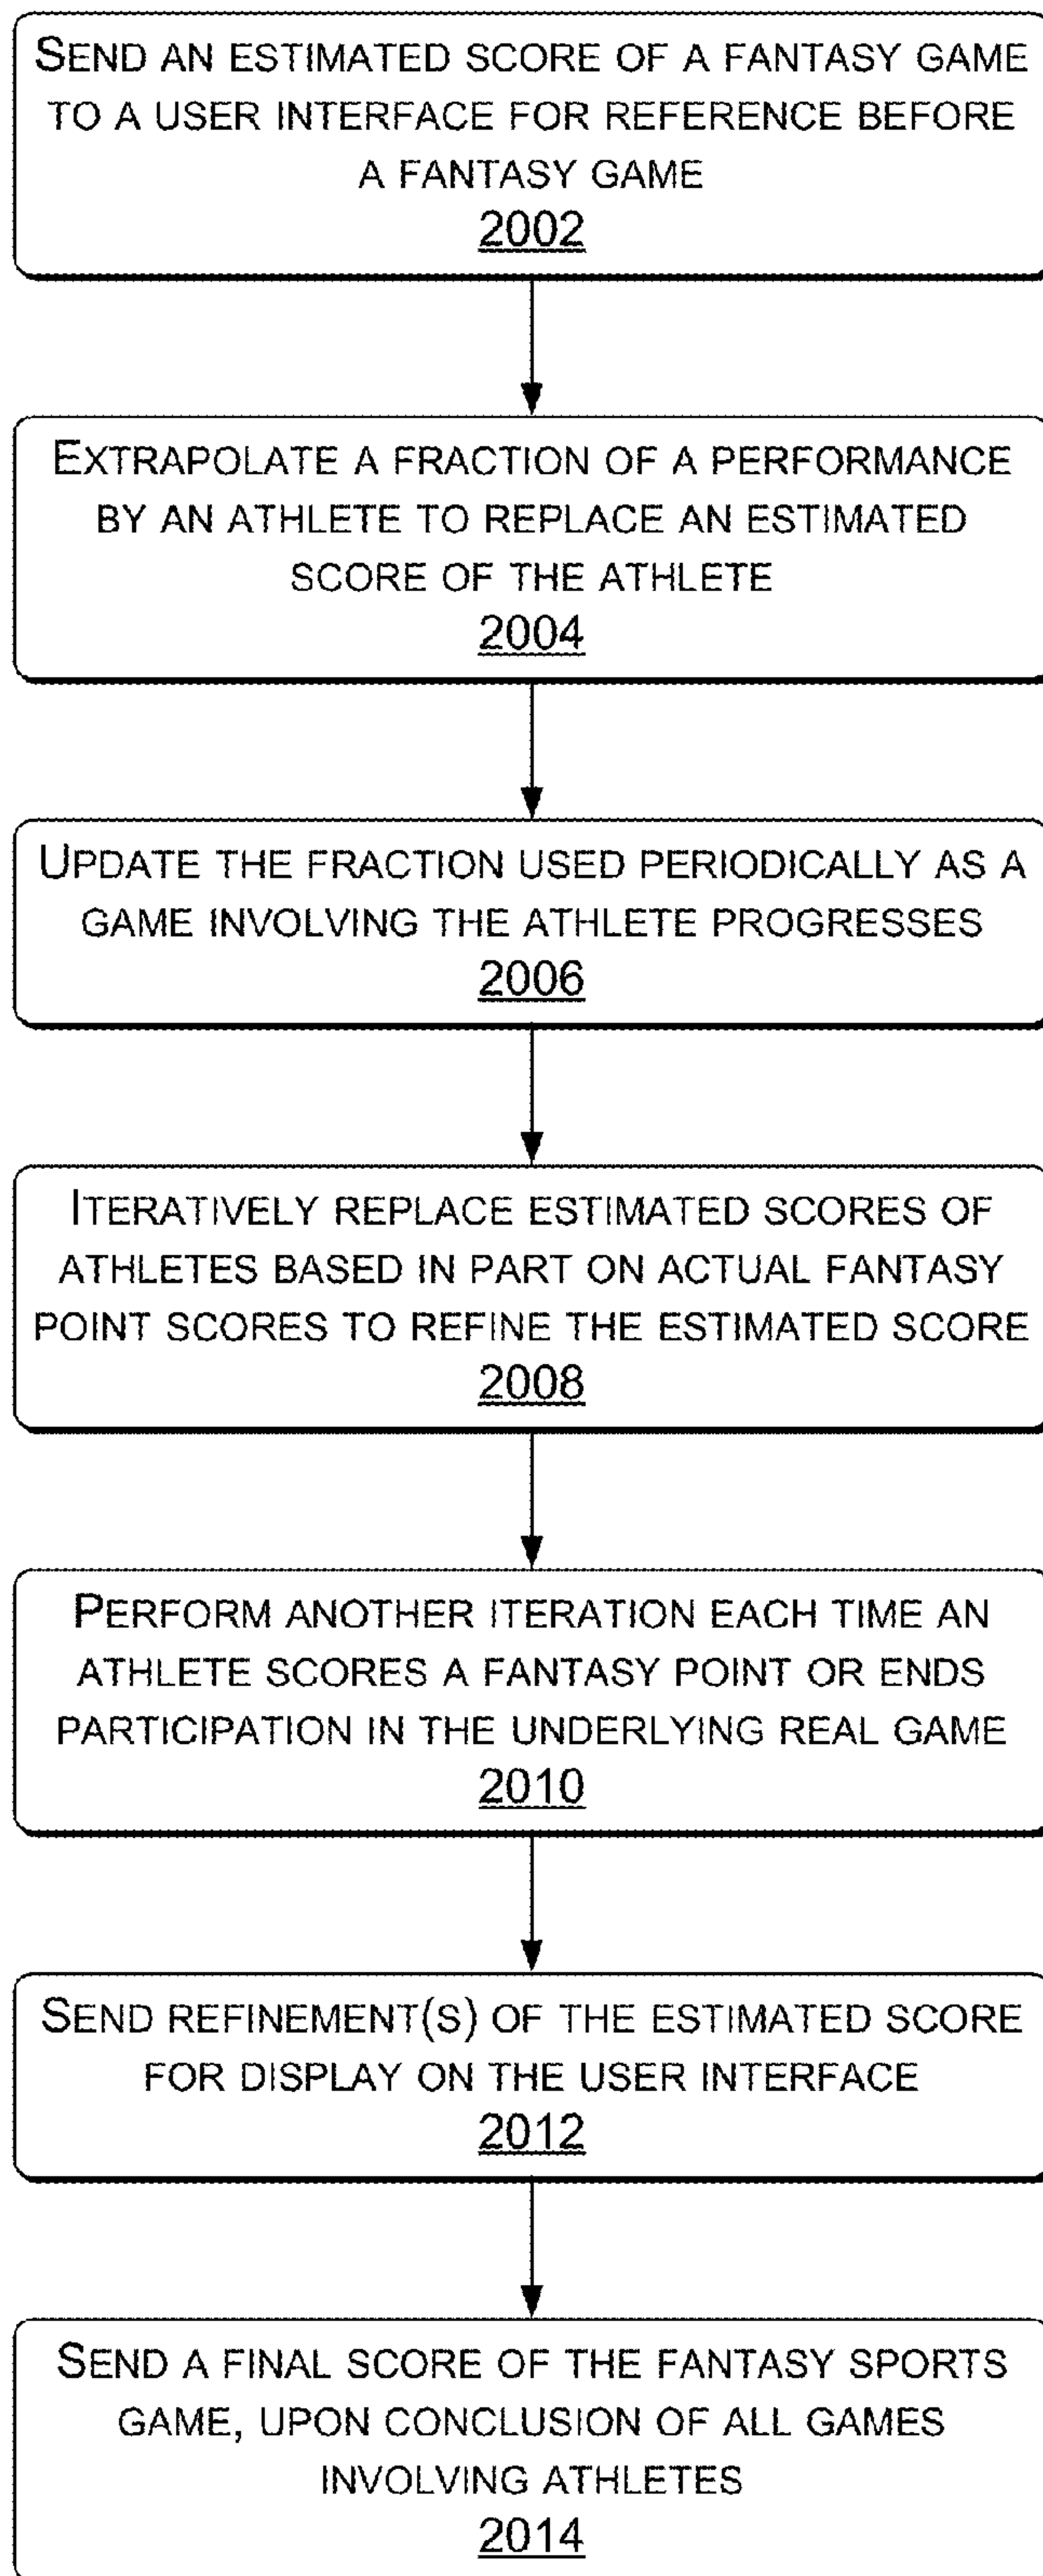 SEND AN ESTIMATED SCORE OF A FANTASY GAME
TO A USER INTERFACE FOR REFERENCE BEFORE
A FANTASY GAME
2002
EXTRAPOLATE A FRACTION OF A PERFORMANCE
BY AN ATHLETE TO REPLACE AN ESTIMATED
SCORE OF THE ATHLETE
2004
UPDATE THE FRACTION USED PERIODICALLY AS A
GAME INVOLVING THE ATHLETE PROGRESSES
2006
ITERATIVELY REPLACE ESTIMATED SCORES OF
ATHLETES BASED IN PART ON ACTUAL FANTASY
POINT SCORES TO REFINE THE ESTIMATED SCORE
2008
PERFORM ANOTHER ITERATION EACH TIME AN
ATHLETE SCORES A FANTASY POINT OR ENDS
PARTICIPATION IN THE UNDERLYING REAL GAME
2010
SEND REFINEMENT(S) OF THE ESTIMATED SCORE
FOR DISPLAY ON THE USER INTERFACE
2012
SEND A FINAL SCORE OF THE FANTASY SPORTS
GAME, UPON CONCLUSION OF ALL GAMES
INVOLVING ATHLETES
2014